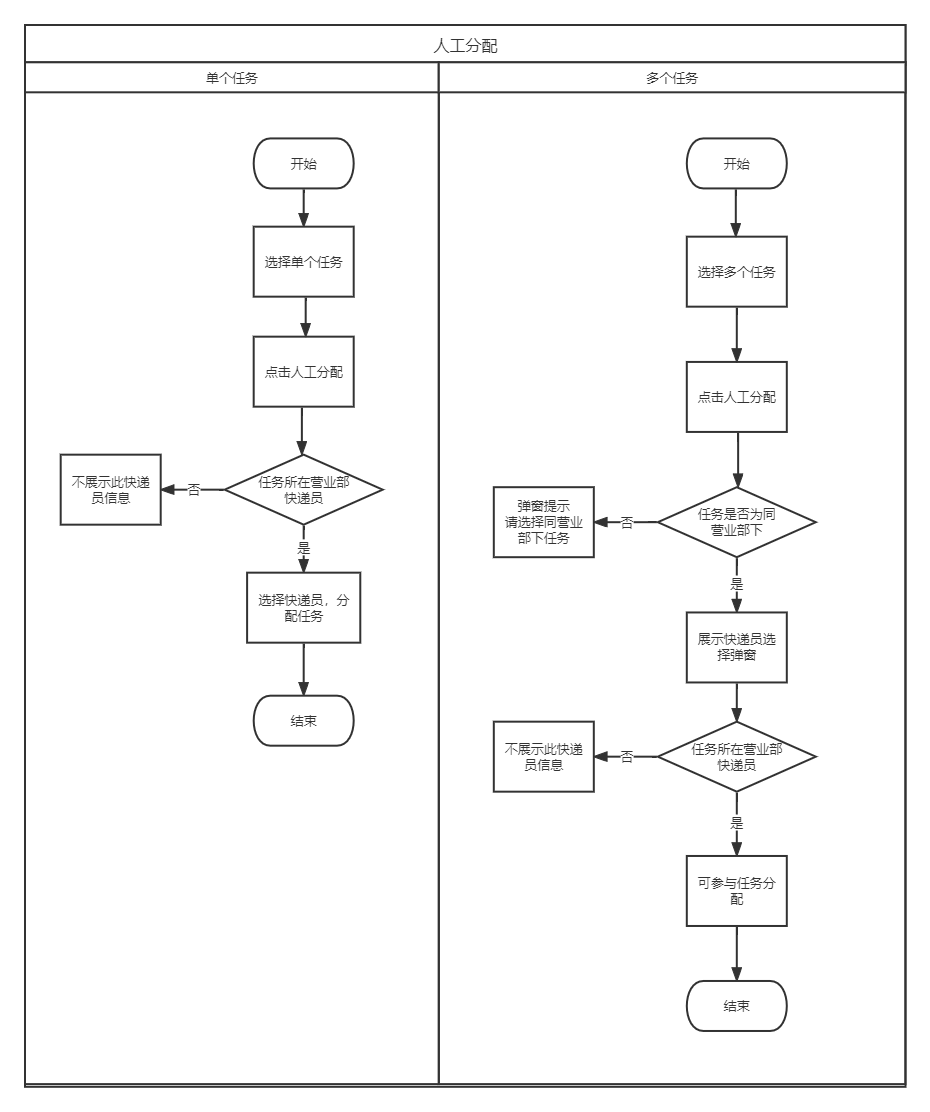 人工分配
单个任务
多个任务
开始
选择单个任务
点击人工分配
任务所在营业部
快递员
否
不展示此快递
员信息
是
选择快递员，分
配任务
结束
开始
选择多个任务
点击人工分配
任务是否为同
营业部下
否
弹窗提示
请选择同营业
部下任务
是
展示快递员选
择弹窗
任务所在营业部
快递员
否
不展示此快递
员信息
是
可参与任务分
配
结束